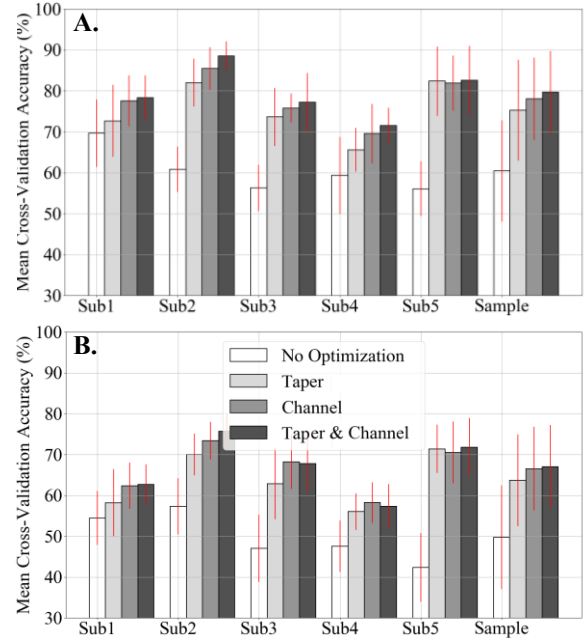 A.
Mean Cross-Validation Accuracy (%)
100
90
80
70
60
50
40
30
Sub1 Sub2 Sub3 Sub4 Sub5 Sample
B.
Mean Cross-Validation Accuracy (%)
100
90
80
70
60
50
40
30
No Optimization
Taper
Channel
Taper & Channel
Sub1 Sub2 Sub3 Sub4 Sub5 Sample